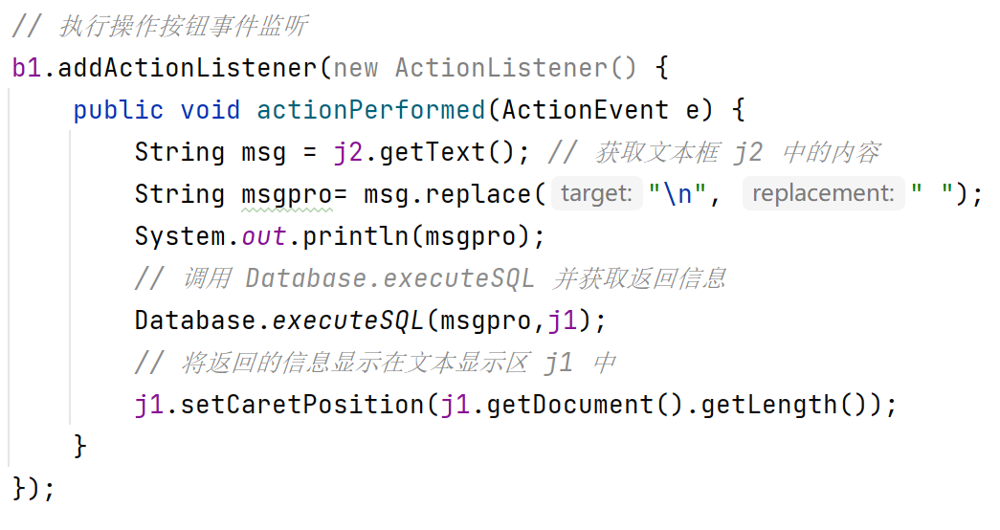 // 执行操作按钮事件监听
b1.addActionListener(new ActionListener() {
    public void actionPerformed(ActionEvent e) {
        String msg = j2.getText(); // 获取文本框 j2 中的内容
        String msgpro= msg.replace( target: "\n", replacement: " ");
        System.out.println(msgpro);
        // 调用 Database.executeSQL 并获取返回信息
        Database.executeSQL(msgpro,j1);
        // 将返回的信息显示在文本显示区 j1 中
        j1.setCaretPosition(j1.getDocument().getLength());
    }
});